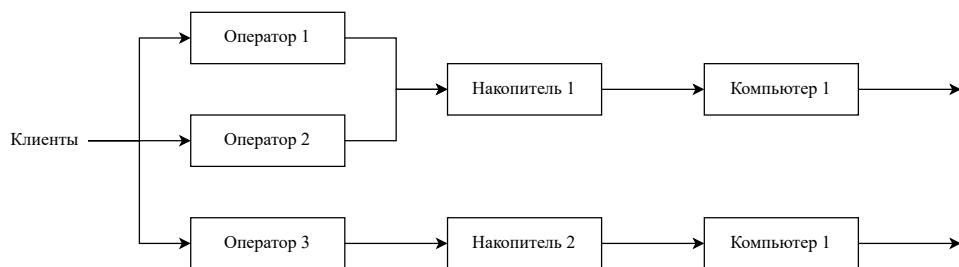 Оператор 1
Накопитель 1
Компьютер 1
Клиенты
Оператор 2
Оператор 3
Накопитель 2
Компьютер 1